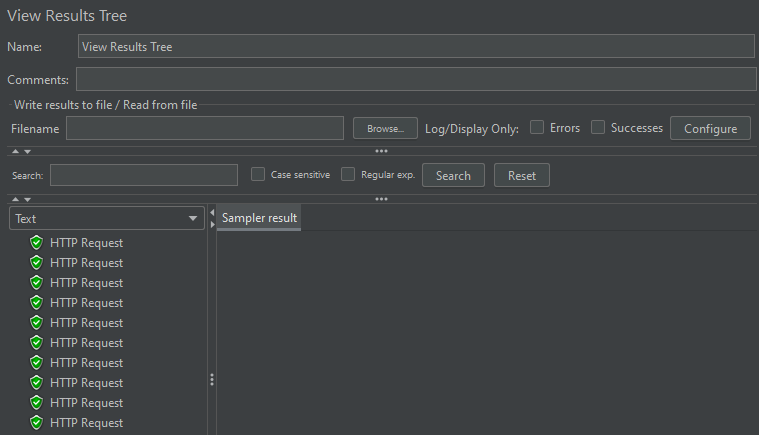 View Results Tree
Name: View Results Tree
Comments:
Write results to file / Read from file
Filename Browse... Log/Display Only: Errors Successes Configure
Search: Case sensitive Regular exp. Search Reset
Text Sampler result
HTTP Request
HTTP Request
HTTP Request
HTTP Request
HTTP Request
HTTP Request
HTTP Request
HTTP Request
HTTP Request
HTTP Request